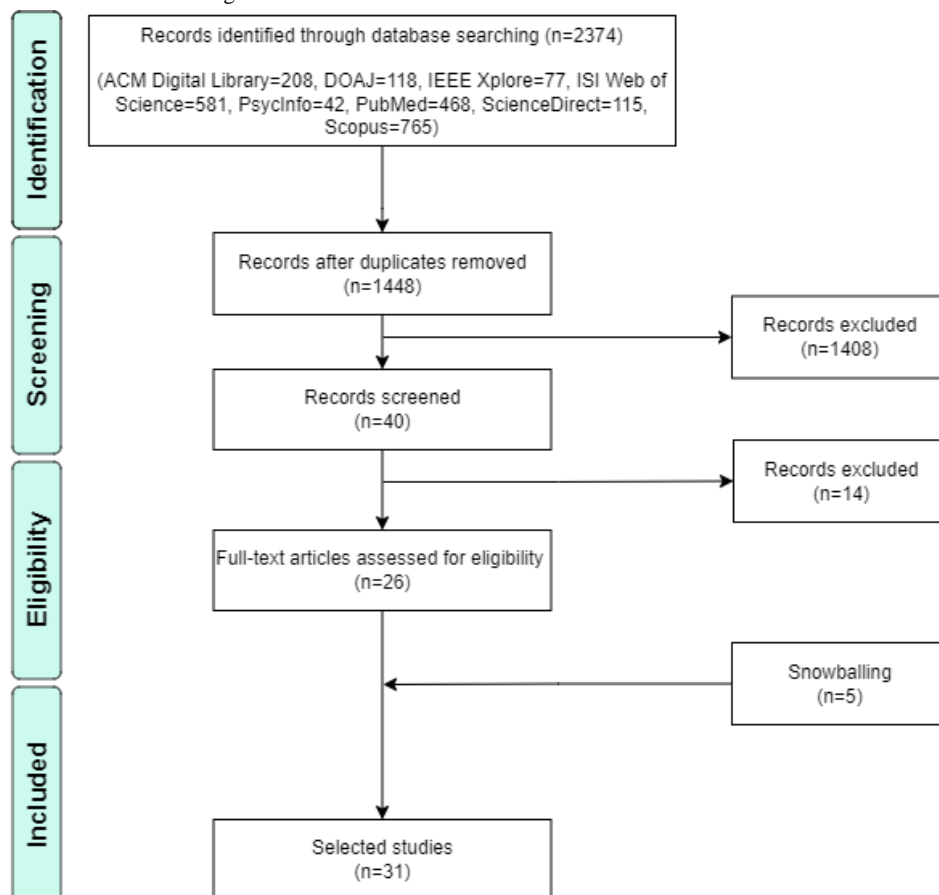 Identification
Records identified through database searching (n=2374)
(ACM Digital Library=208, DOAJ=118, IEEE Xplore=77, ISI Web of
Science=581, PsycInfo=42, PubMed=468, ScienceDirect=115,
Scopus=765)
Screening
Records after duplicates removed
(n=1448)
Records excluded
(n=1408)
Records screened
(n=40)
Records excluded
(n=14)
Eligibility
Full-text articles assessed for eligibility
(n=26)
Snowballing
(n=5)
Included
Selected studies
(n=31)